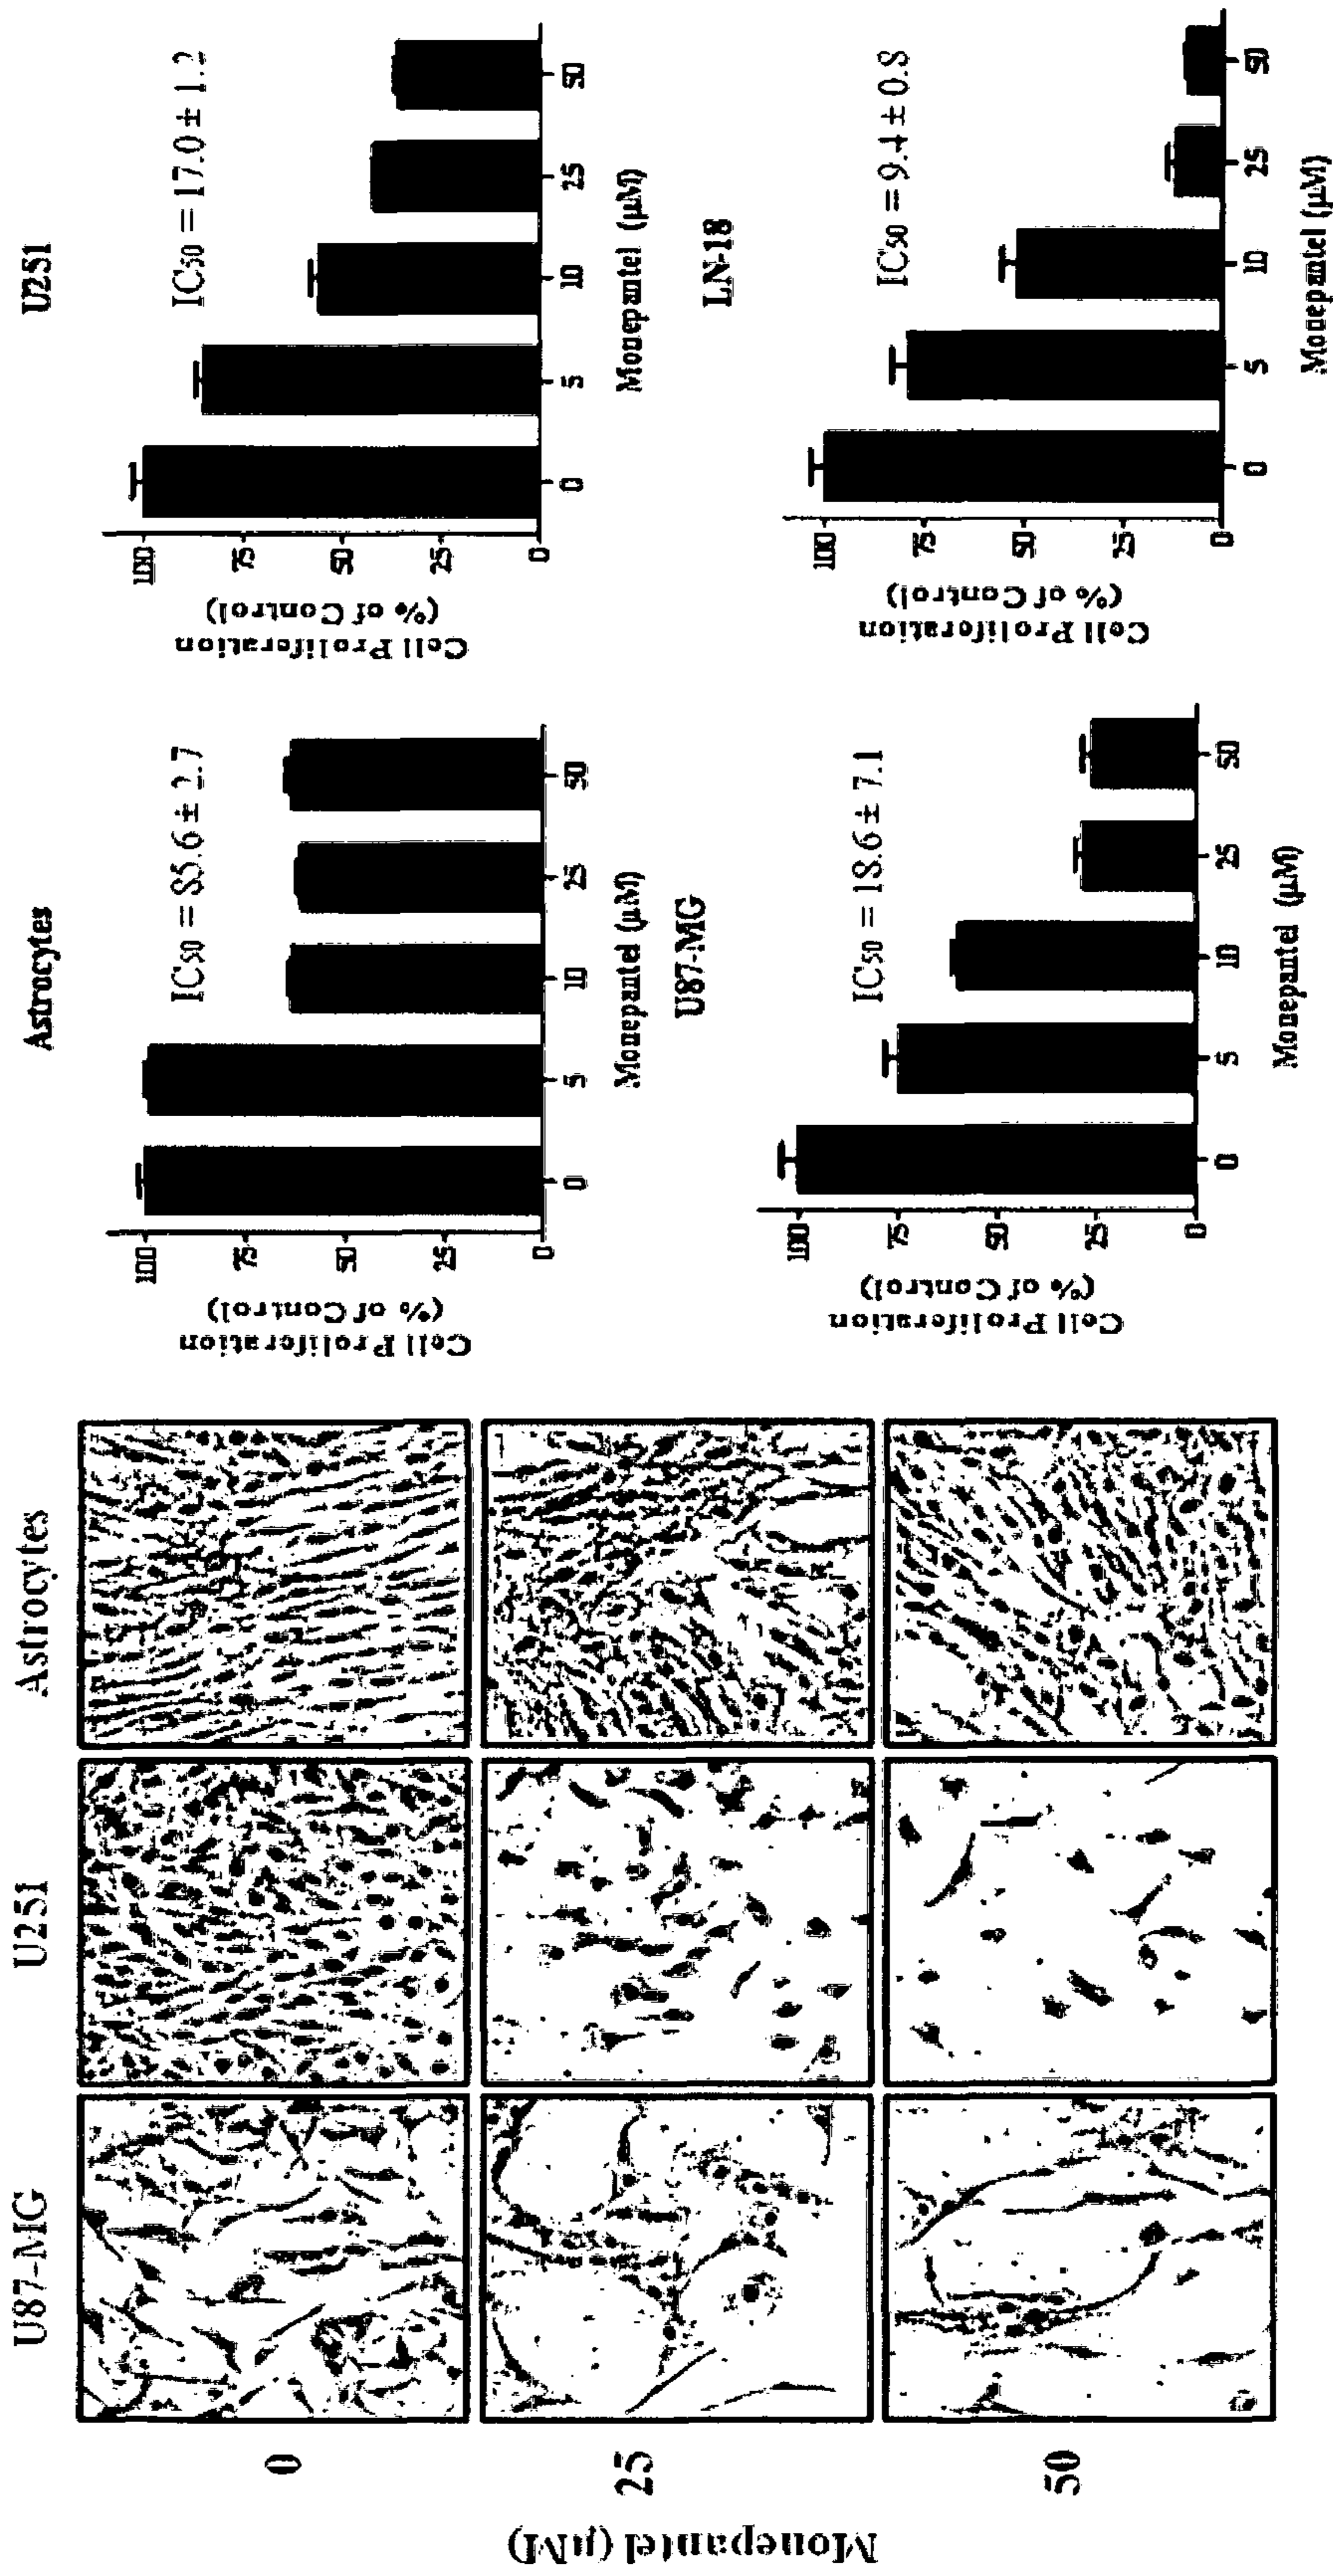 U87-MG U251 Astrocytes
Monepantel (µM)
0
25
50
Astrocytes
Cell Proliferation
(% of Control)
100
75
50
25
0
IC50 = 85.6 ± 2.7
0 5 10 25 50
Monepantel (µM)
U251
Cell Proliferation
(% of Control)
100
75
50
25
0
IC50 = 17.0 ± 1.2
0 5 10 25 50
Monepantel (µM)
U87-MG
Cell Proliferation
(% of Control)
100
75
50
25
0
IC50 = 18.6 ± 7.1
0 5 10 25 50
Monepantel (µM)
LN-18
Cell Proliferation
(% of Control)
100
75
50
25
0
IC50 = 9.4 ± 0.8
0 5 10 25 50
Monepantel (µM)